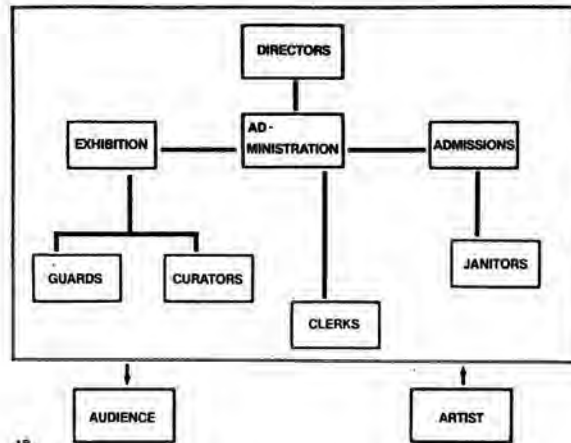 DIRECTORS
AD-
MINISTRATION
EXHIBITION
ADMISSIONS
GUARDS
CURATORS
JANITORS
CLERKS
AUDIENCE
ARTIST